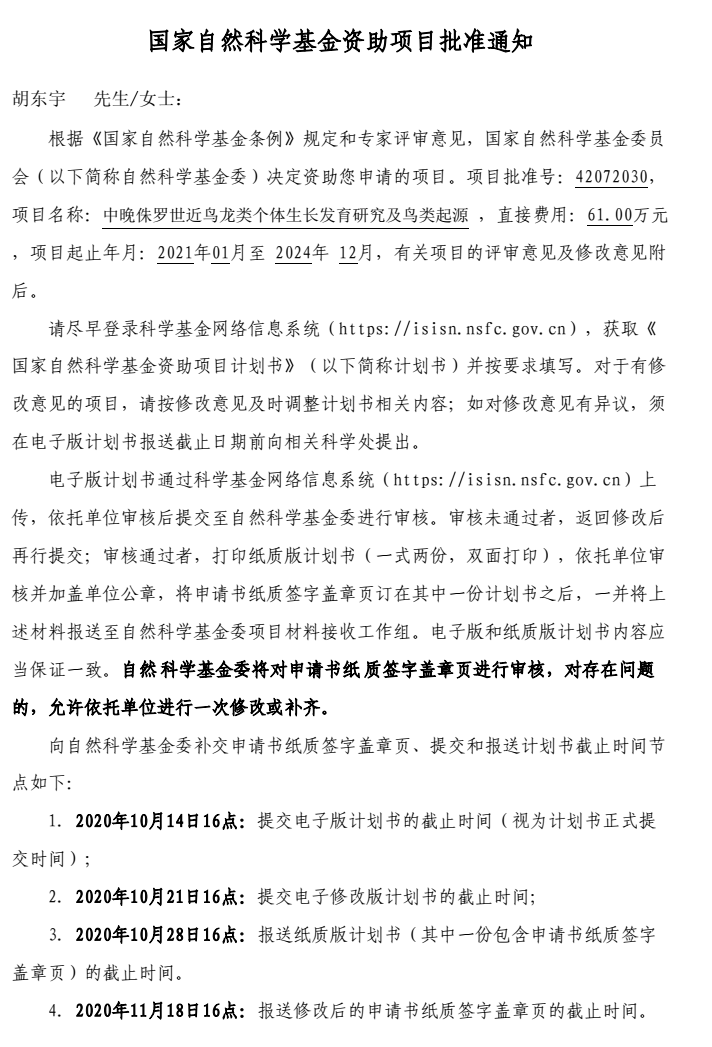 国家自然科学基金资助项目批准通知
胡东宇 先生/女士：
根据《国家自然科学基金条例》规定和专家评审意见，国家自然科学基金委员
会（以下简称自然科学基金委）决定资助您申请的项目。项目批准号：42072030，
项目名称：中晚侏罗世近鸟龙类个体生长发育研究及鸟类起源 ，直接费用：61.00万元
，项目起止年月：2021年01月至 2024年 12月，有关项目的评审意见及修改意见附
后。
请尽早登录科学基金网络信息系统（https://isisn.nsfc.gov.cn），获取《
国家自然科学基金资助项目计划书》（以下简称计划书）并按要求填写。对于有修
改意见的项目，请按修改意见及时调整计划书相关内容；如对修改意见有异议，须
在电子版计划书报送截止日期前向相关科学处提出。
电子版计划书通过科学基金网络信息系统（https://isisn.nsfc.gov.cn）上
传，依托单位审核后提交至自然科学基金委进行审核。审核未通过者，返回修改后
再行提交；审核通过者，打印纸质版计划书（一式两份，双面打印），依托单位审
核并加盖单位公章，将申请书纸质签字盖章页订在其中一份计划书之后，一并将上
述材料报送至自然科学基金委项目材料接收工作组。电子版和纸质版计划书内容应
当保证一致。自然科学基金委将对申请书纸质签字盖章页进行审核，对存在问题
的，允许依托单位进行一次修改或补齐。
向自然科学基金委补交申请书纸质签字盖章页、提交和报送计划书截止时间节
点如下：
1. 2020年10月14日16点：提交电子版计划书的截止时间（视为计划书正式提
交时间）；
2. 2020年10月21日16点：提交电子修改版计划书的截止时间；
3. 2020年10月28日16点：报送纸质版计划书（其中一份包含申请书纸质签字
盖章页）的截止时间。
4. 2020年11月18日16点：报送修改后的申请书纸质签字盖章页的截止时间。